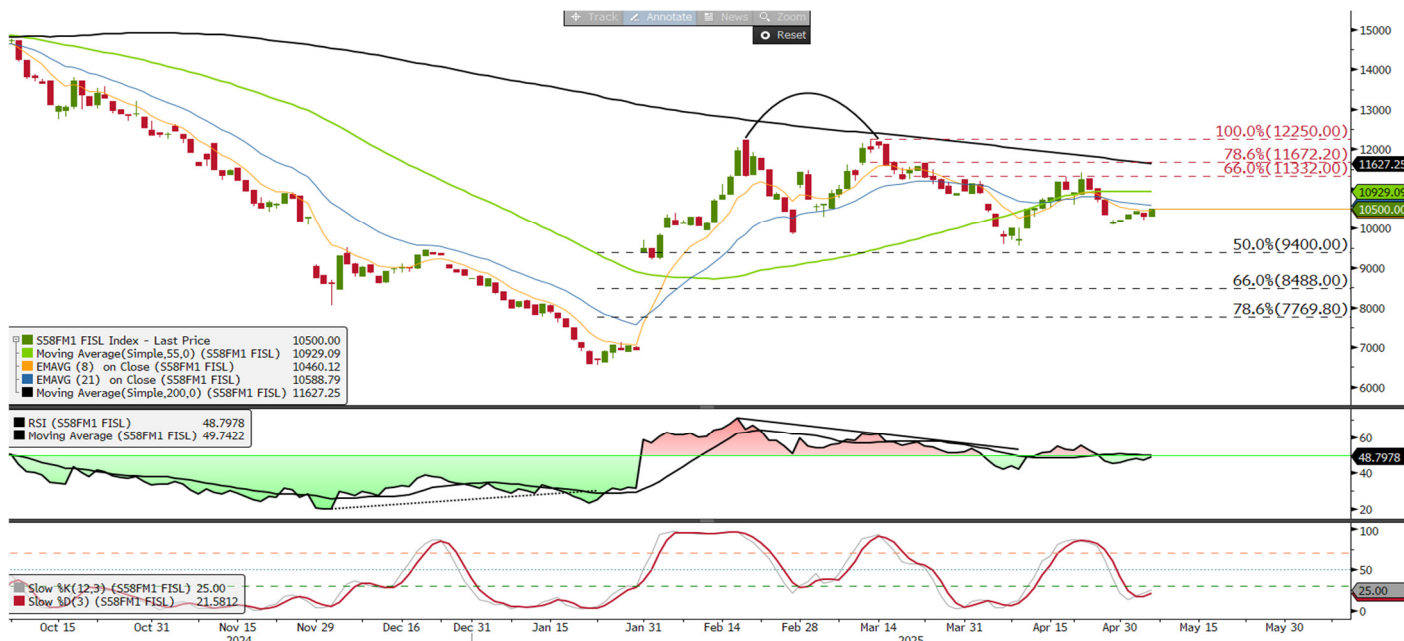 Track Annotate News Zoom
Reset
15000
14000
13000
12000
11627.25
10929.09
10500.00
10000
9000
8000
7000
6000
100.0%(12250.00)
78.6%(11672.20)
66.0%(11332.00)
50.0%(9400.00)
66.0%(8488.00)
78.6%(7769.80)
S58FM1 FISL Index - Last Price 10500.00
Moving Average(Simple,55,0) (S58FM1 FISL) 10929.09
EMAVG (8) on Close (S58FM1 FISL) 10460.12
EMAVG (21) on Close (S58FM1 FISL) 10588.79
Moving Average(Simple,200,0) (S58FM1 FISL) 11627.25
RSI (S58FM1 FISL) 48.7978
Moving Average (S58FM1 FISL) 49.7422
60
48.7978
40
20
Slow %K(12,3) (S58FM1 FISL) 25.00
Slow %D(3) (S58FM1 FISL) 21.5812
100
50
25.00
0
Oct 15 Oct 31 Nov 15 Nov 29 Dec 16 Dec 31 Jan 15 Jan 31 Feb 14 Feb 28 Mar 14 Mar 31 Apr 15 Apr 30 May 15 May 30
2024 2025